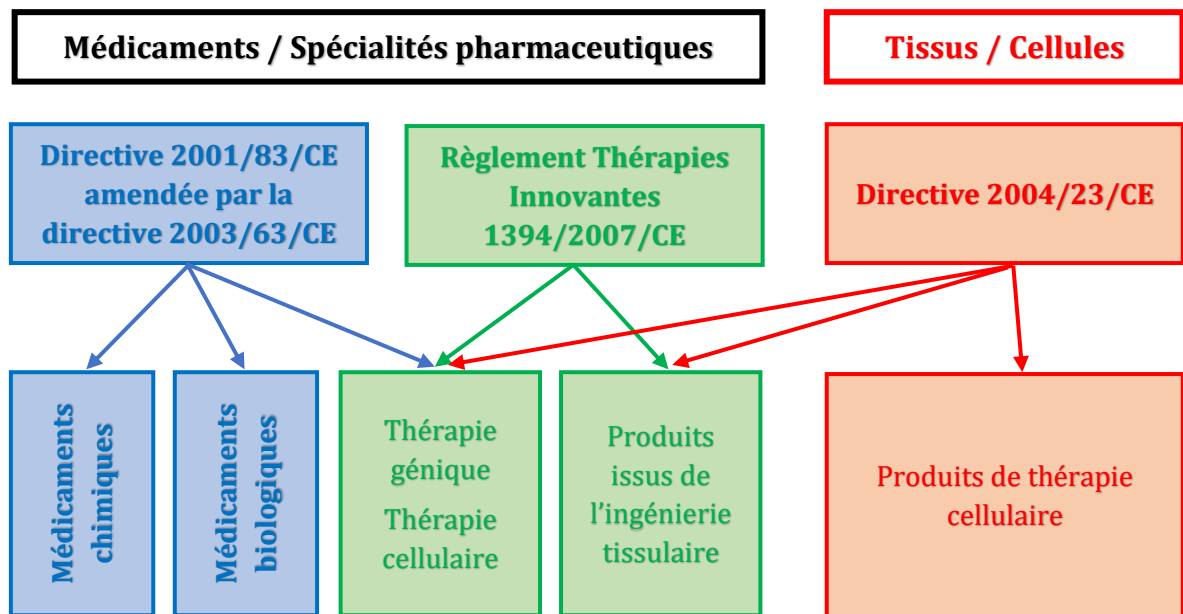 Médicaments / Spécialités pharmaceutiques
Tissus / Cellules
Directive 2001/83/CE
amendée par la
directive 2003/63/CE
Règlement Thérapies
Innovantes
1394/2007/CE
Directive 2004/23/CE
Médicaments
chimiques
Médicaments
biologiques
Thérapie
génique
Thérapie
cellulaire
Produits
issus de
l’ingénierie
tissulaire
Produits de thérapie
cellulaire